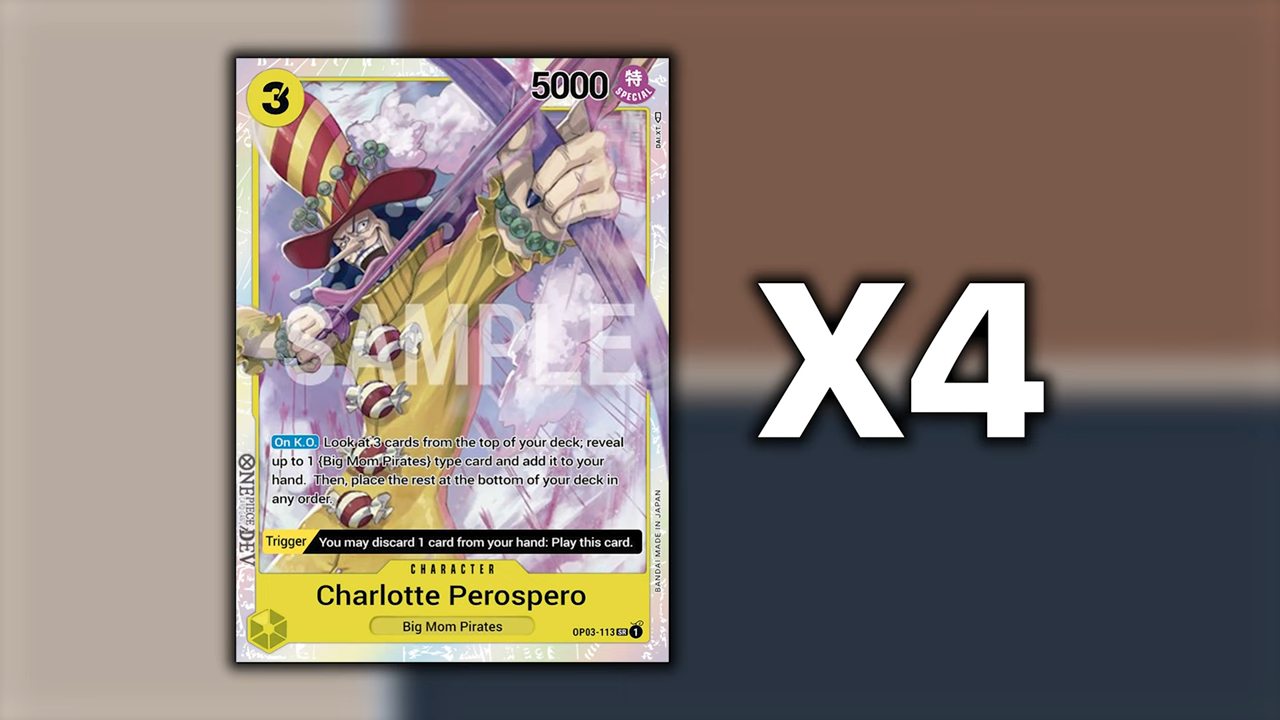 3
5000
特
SPECIAL
SAMPLE
On K.O. Look at 3 cards from the top of your deck; reveal
up to 1 {Big Mom Pirates} type card and add it to your
hand. Then, place the rest at the bottom of your deck in
any order.
Trigger You may discard 1 card from your hand: Play this card.
CHARACTER
Charlotte Perospero
Big Mom Pirates
OP03-113 SR 1
BANDAI MADE IN JAPAN
DAI.XT.
X4